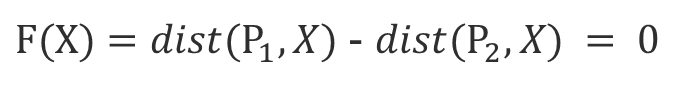 F(X) = dist(P₁, X) - dist(P₂, X) = 0